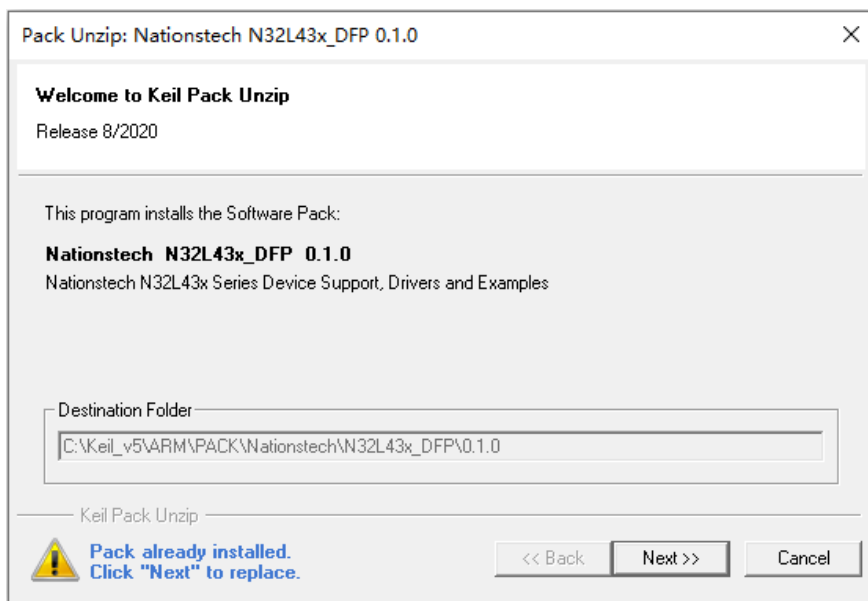 Pack Unzip: Nationstech N32L43x_DFP 0.1.0
Welcome to Keil Pack Unzip
Release 8/2020
This program installs the Software Pack:
Nationstech N32L43x_DFP 0.1.0
Nationstech N32L43x Series Device Support, Drivers and Examples
Destination Folder
C:\Keil_v5\ARM\PACK\Nationstech\N32L43x_DFP\0.1.0
Keil Pack Unzip
Pack already installed.
Click "Next" to replace.
<< Back Next >> Cancel